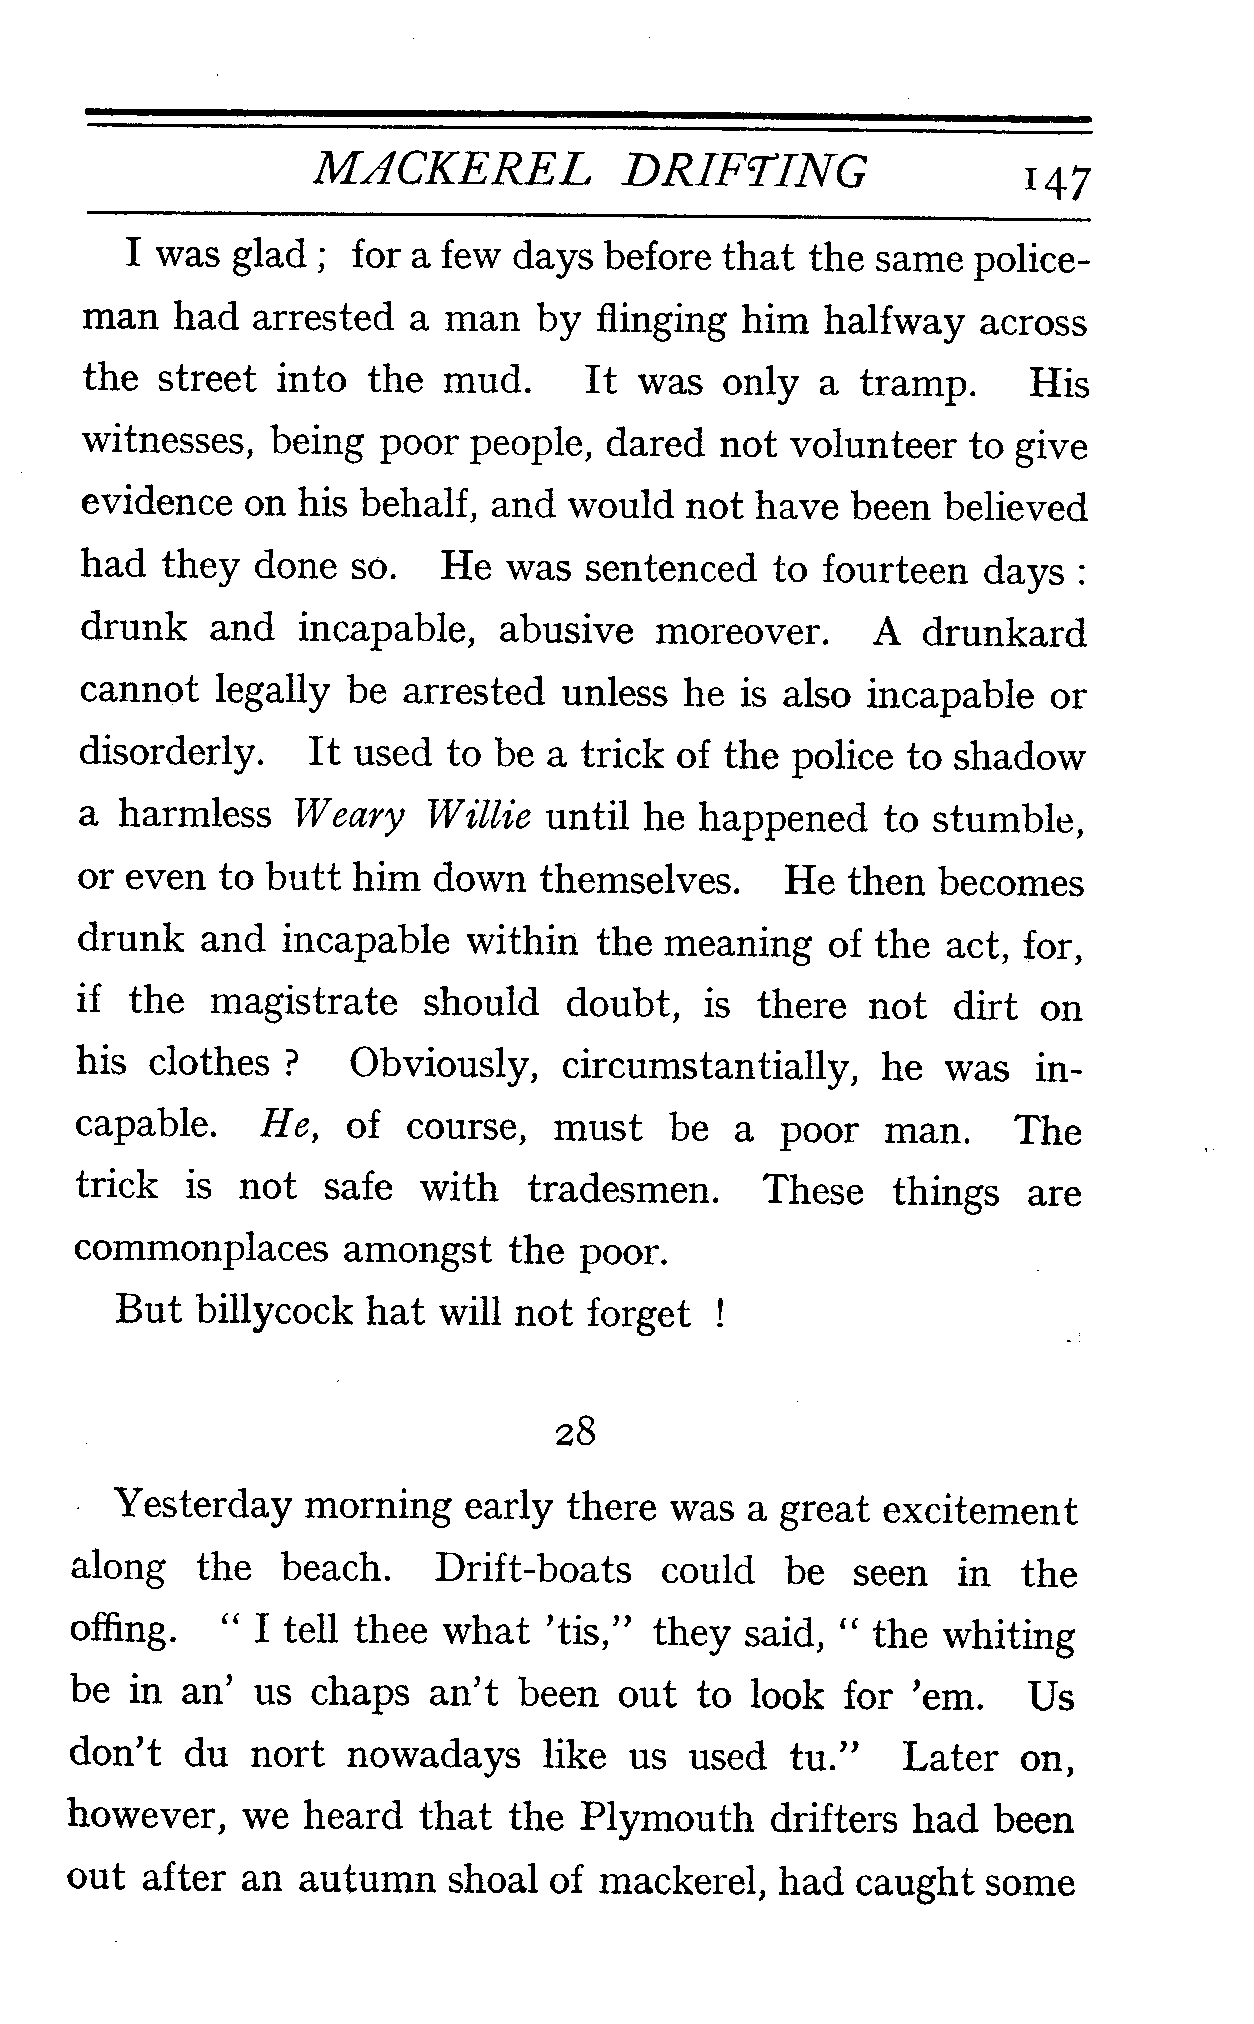 MACKEREL DRIFTING 147
I was glad ; for a few days before that the same police-
man had arrested a man by flinging him halfway across
the street into the mud. It was only a tramp. His
witnesses, being poor people, dared not volunteer to give
evidence on his behalf, and would not have been believed
had they done so. He was sentenced to fourteen days :
drunk and incapable, abusive moreover. A drunkard
cannot legally be arrested unless he is also incapable or
disorderly. It used to be a trick of the police to shadow
a harmless Weary Willie until he happened to stumble,
or even to butt him down themselves. He then becomes
drunk and incapable within the meaning of the act, for,
if the magistrate should doubt, is there not dirt on
his clothes ? Obviously, circumstantially, he was in-
capable. He, of course, must be a poor man. The
trick is not safe with tradesmen. These things are
commonplaces amongst the poor.
But billycock hat will not forget !
28
Yesterday morning early there was a great excitement
along the beach. Drift-boats could be seen in the
offing. " I tell thee what 'tis," they said, " the whiting
be in an' us chaps an't been out to look for 'em. Us
don't du nort nowadays like us used tu." Later on,
however, we heard that the Plymouth drifters had been
out after an autumn shoal of mackerel, had caught some